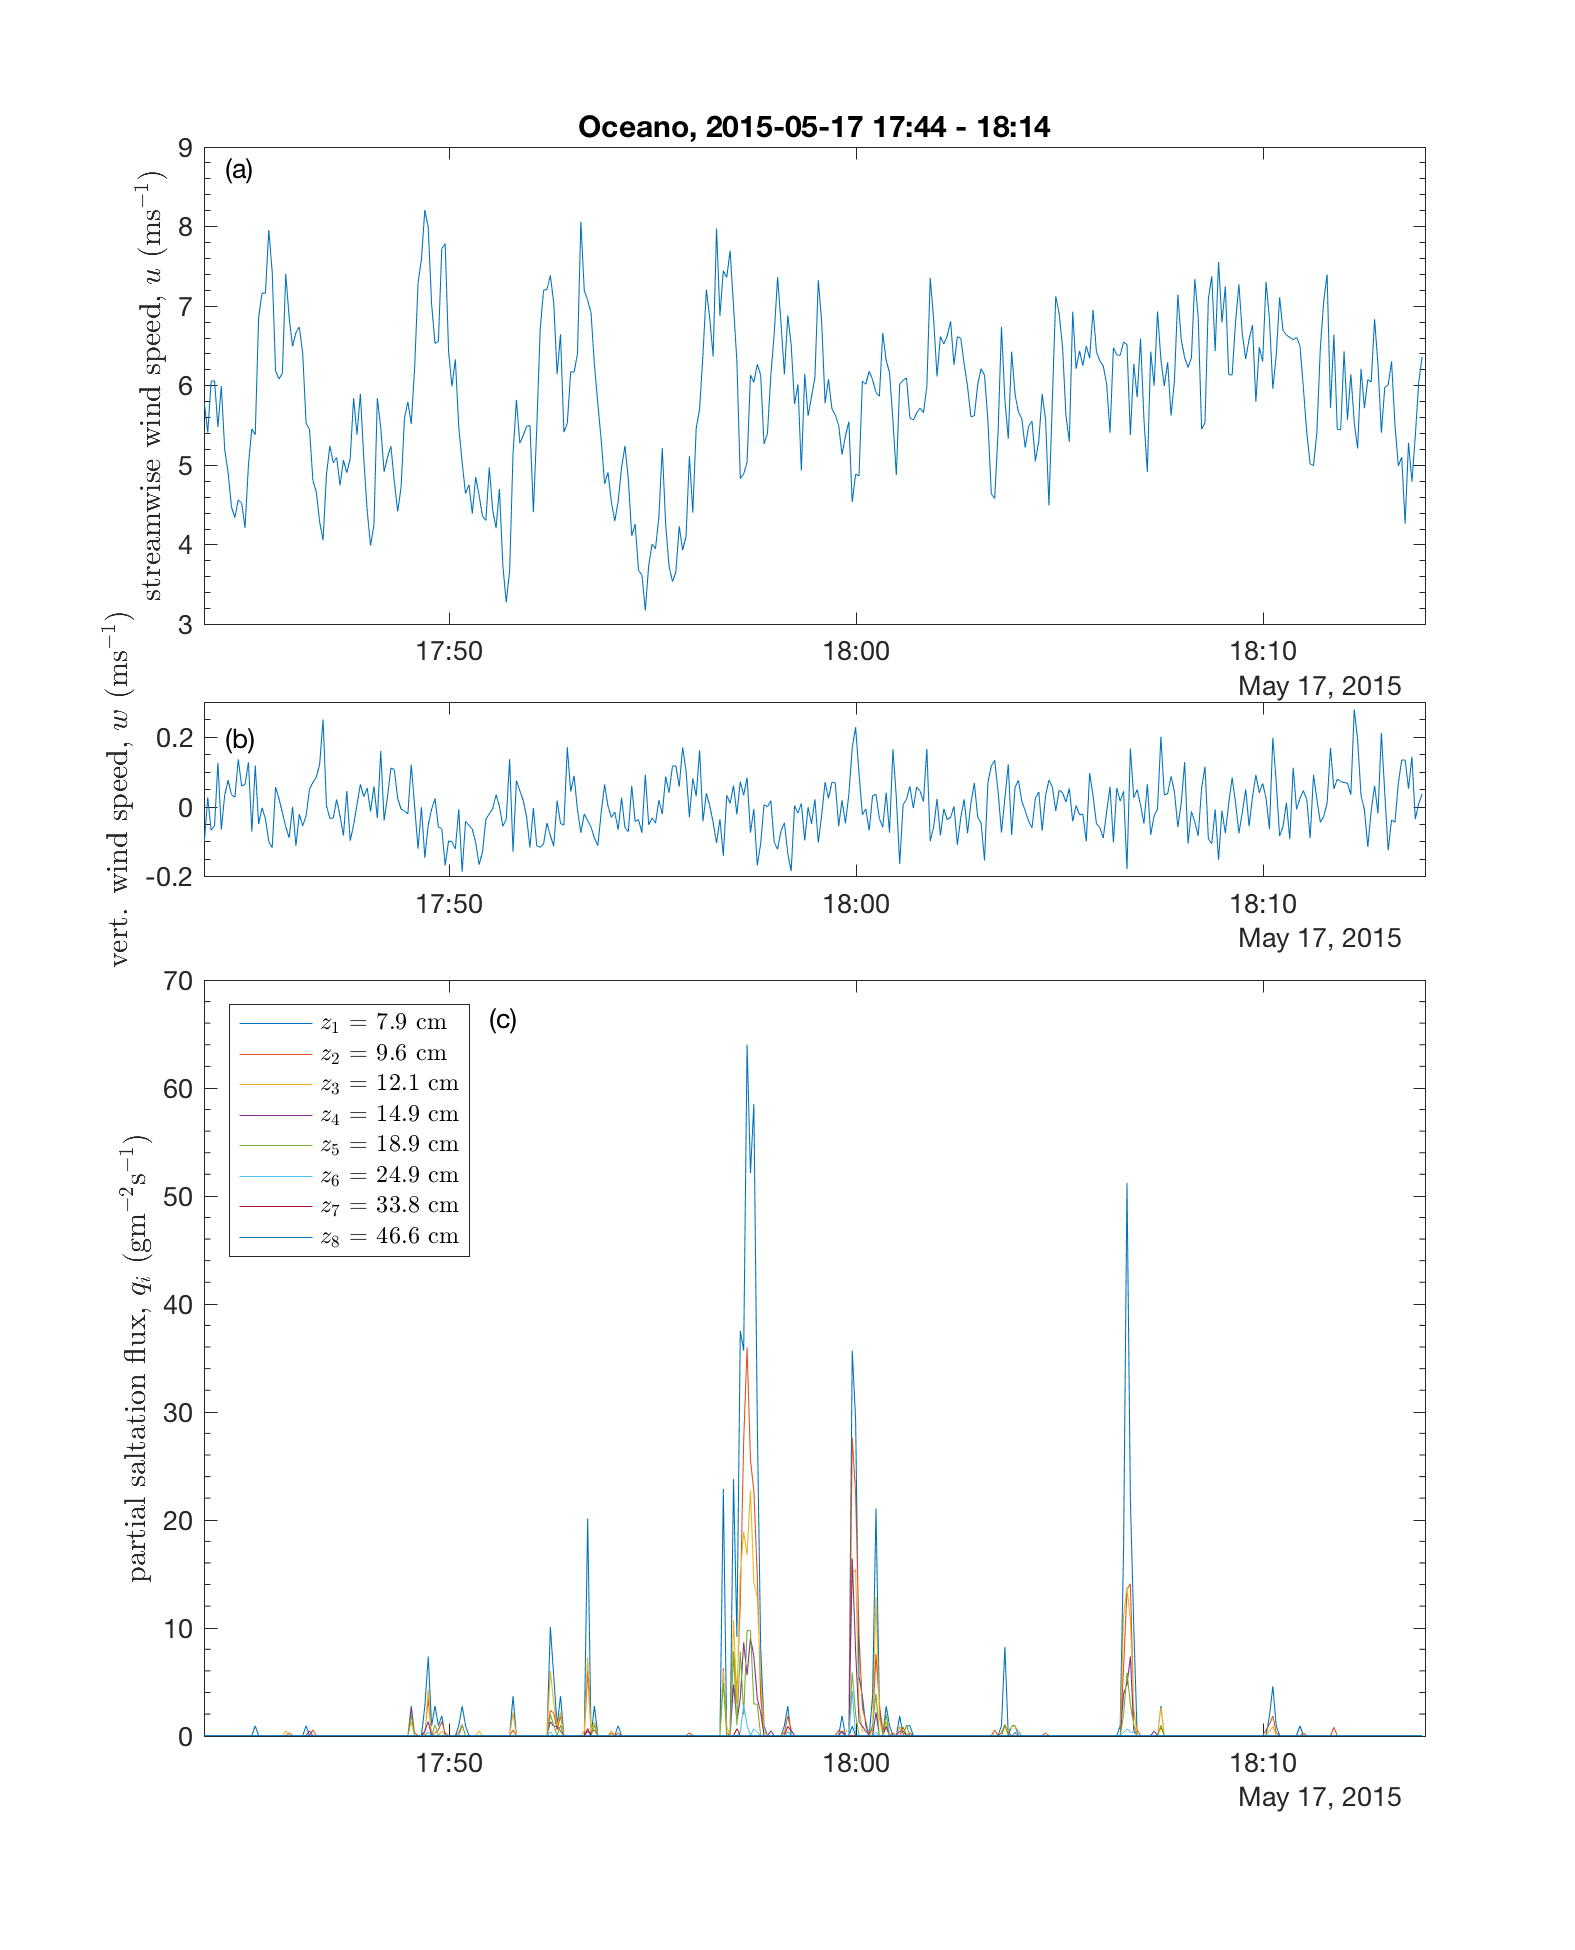 Oceano, 2015-05-17 17:44 - 18:14
(a)
streamwise wind speed, u (ms⁻¹)
9
8
7
6
5
4
3
17:50 18:00 18:10
May 17, 2015
(b)
vert. wind speed, w (ms⁻¹)
0.2
0
-0.2
17:50 18:00 18:10
May 17, 2015
(c)
partial saltation flux, qᵢ (gm⁻²s⁻¹)
70
60
50
40
30
20
10
0
z₁ = 7.9 cm
z₂ = 9.6 cm
z₃ = 12.1 cm
z₄ = 14.9 cm
z₅ = 18.9 cm
z₆ = 24.9 cm
z₇ = 33.8 cm
z₈ = 46.6 cm
17:50 18:00 18:10
May 17, 2015